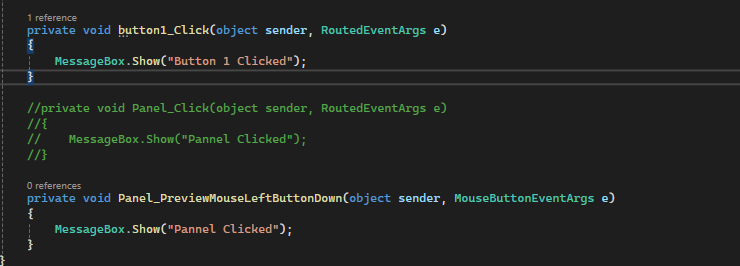 1 reference
private void button1_Click(object sender, RoutedEventArgs e)
{
MessageBox.Show("Button 1 Clicked");
}
//private void Panel_Click(object sender, RoutedEventArgs e)
//{
//    MessageBox.Show("Pannel Clicked");
//}
0 references
private void Panel_PreviewMouseLeftButtonDown(object sender, MouseButtonEventArgs e)
{
MessageBox.Show("Pannel Clicked");
}
}